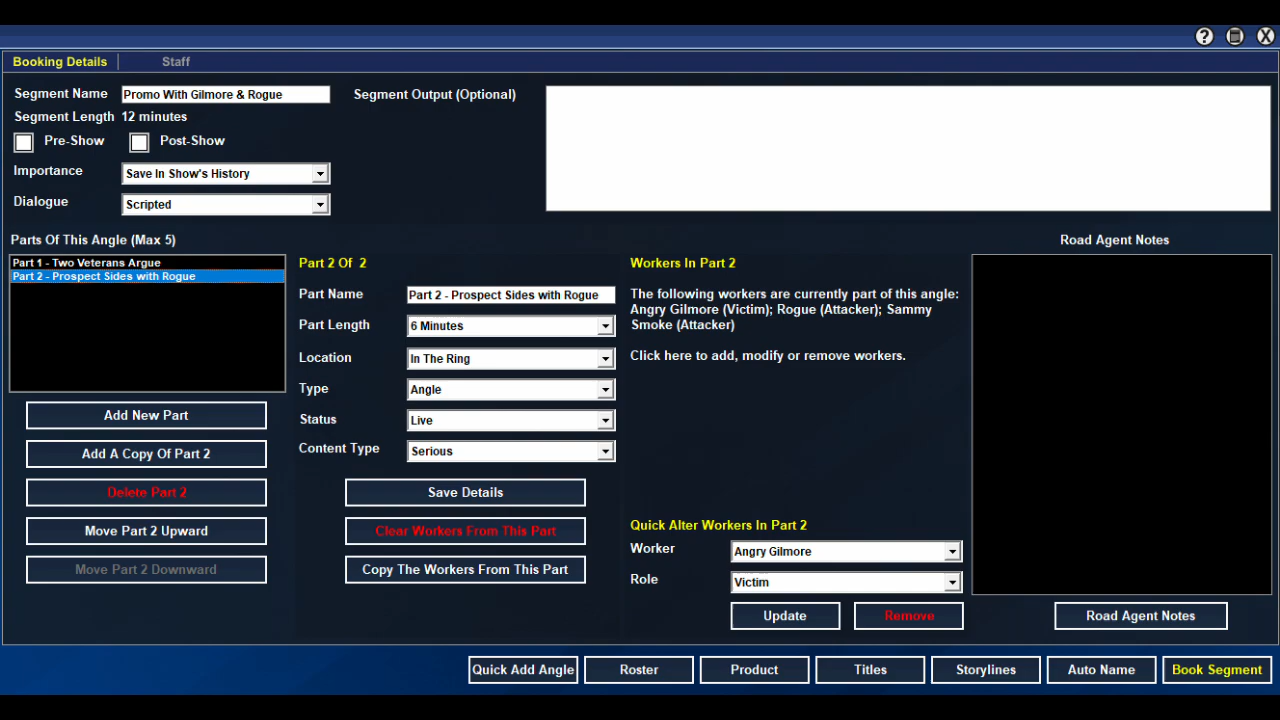 ?
X
Booking Details
Staff
Segment Name
Promo With Gilmore & Rogue
Segment Output (Optional)
Segment Length
12 minutes
Pre-Show
Post-Show
Importance
Save In Show's History
Dialogue
Scripted
Parts Of This Angle (Max 5)
Part 1 - Two Veterans Argue
Part 2 - Prospect Sides with Rogue
Add New Part
Add A Copy Of Part 2
Delete Part 2
Move Part 2 Upward
Move Part 2 Downward
Part 2 Of 2
Part Name
Part 2 - Prospect Sides with Rogue
Part Length
6 Minutes
Location
In The Ring
Type
Angle
Status
Live
Content Type
Serious
Save Details
Clear Workers From This Part
Copy The Workers From This Part
Workers In Part 2
The following workers are currently part of this angle:
Angry Gilmore (Victim); Rogue (Attacker); Sammy
Smoke (Attacker)
Click here to add, modify or remove workers.
Quick Alter Workers In Part 2
Worker
Angry Gilmore
Role
Victim
Update
Remove
Road Agent Notes
Road Agent Notes
Quick Add Angle
Roster
Product
Titles
Storylines
Auto Name
Book Segment